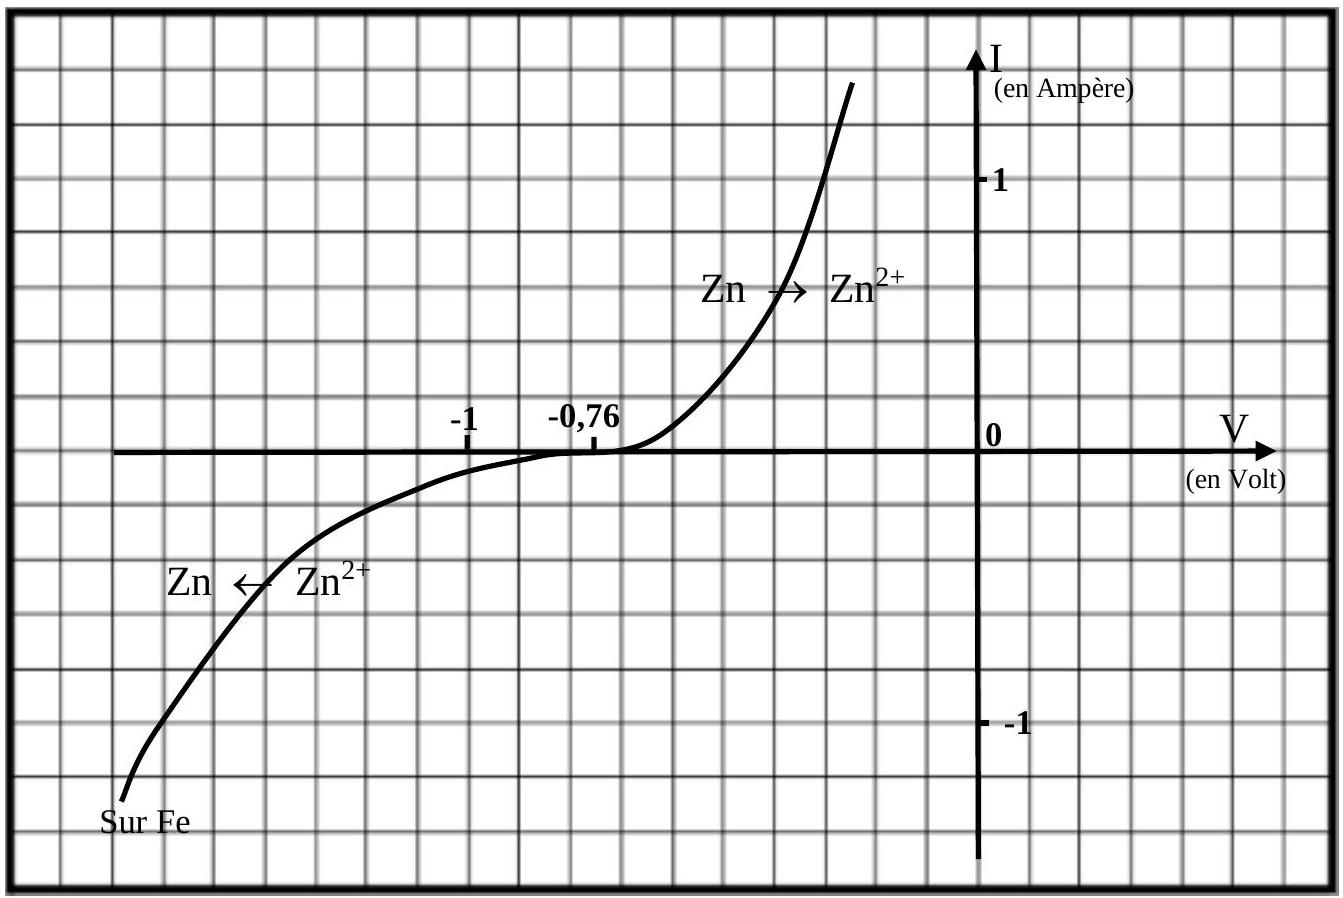 I
(en Ampère)
1
Zn → Zn²⁺
-1
-0,76
0
V
(en Volt)
Zn ← Zn²⁺
-1
Sur Fe